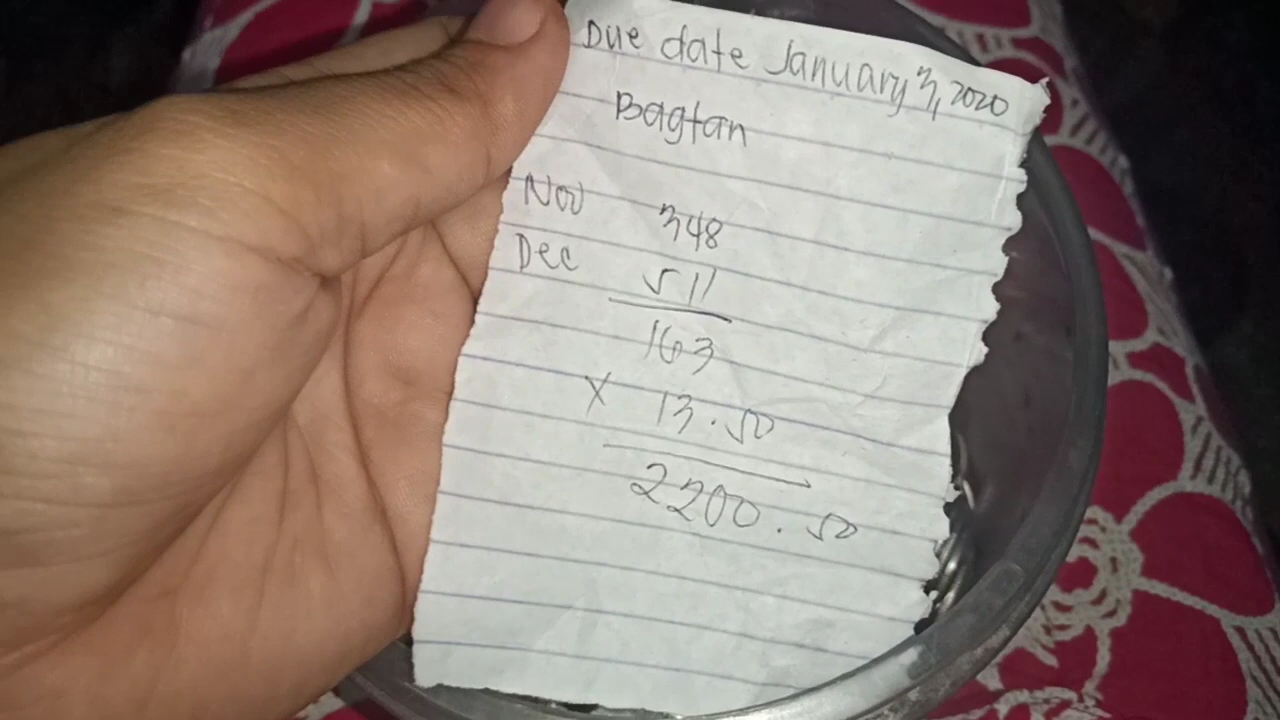 Due date January 3, 2020
Bagtan
Nov 348
Dec 511
163
x 13.50
2200.50